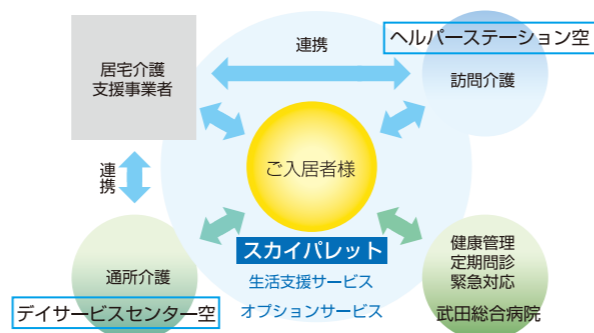 ヘルパーステーション空
連携
居宅介護
支援事業者
訪問介護
ご入居者様
連携
スカイパレット
健康管理
定期問診
緊急対応
武田総合病院
通所介護
生活支援サービス
デイサービスセンター空
オプションサービス